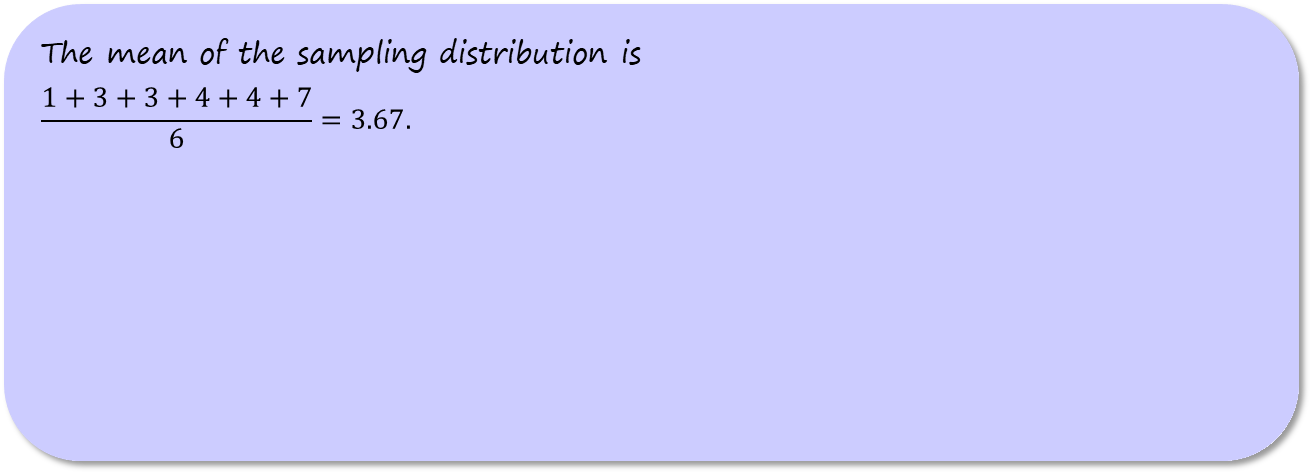 The mean of the sampling distribution is
1 + 3 + 3 + 4 + 4 + 7
6
= 3.67.